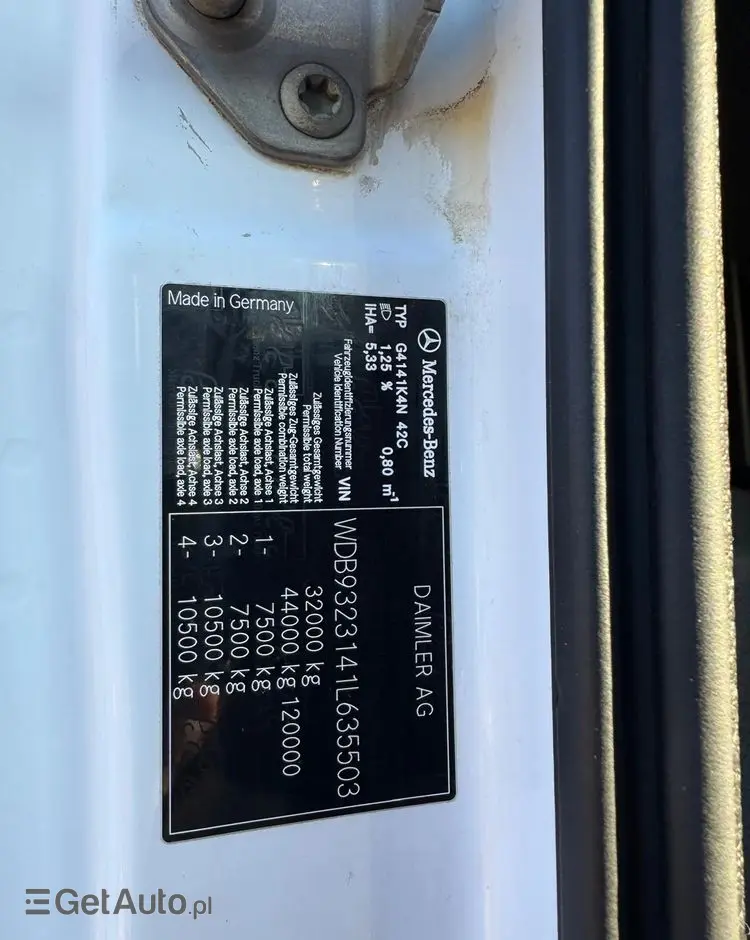 Mercedes-Benz
TYP G4141K4N 42C
1,25 % 0,80 m⁻¹
IHA= 5,33
DAIMLER AG
Fahrzeugidentifizierungsnummer
Vehicle Identification Number VIN WDB9323141L635503
Zulässiges Gesamtgewicht
Permissible total weight 32000 kg
Zulässiges Zug-Gesamtgewicht
Permissible combination weight 44000 kg 120000
Zulässige Achslast, Achse 1
Permissible axle load, axle 1 1- 7500 kg
Zulässige Achslast, Achse 2
Permissible axle load, axle 2 2- 7500 kg
Zulässige Achslast, Achse 3
Permissible axle load, axle 3 3- 10500 kg
Zulässige Achslast, Achse 4
Permissible axle load, axle 4 4- 10500 kg
Made in Germany
GetAuto.pl